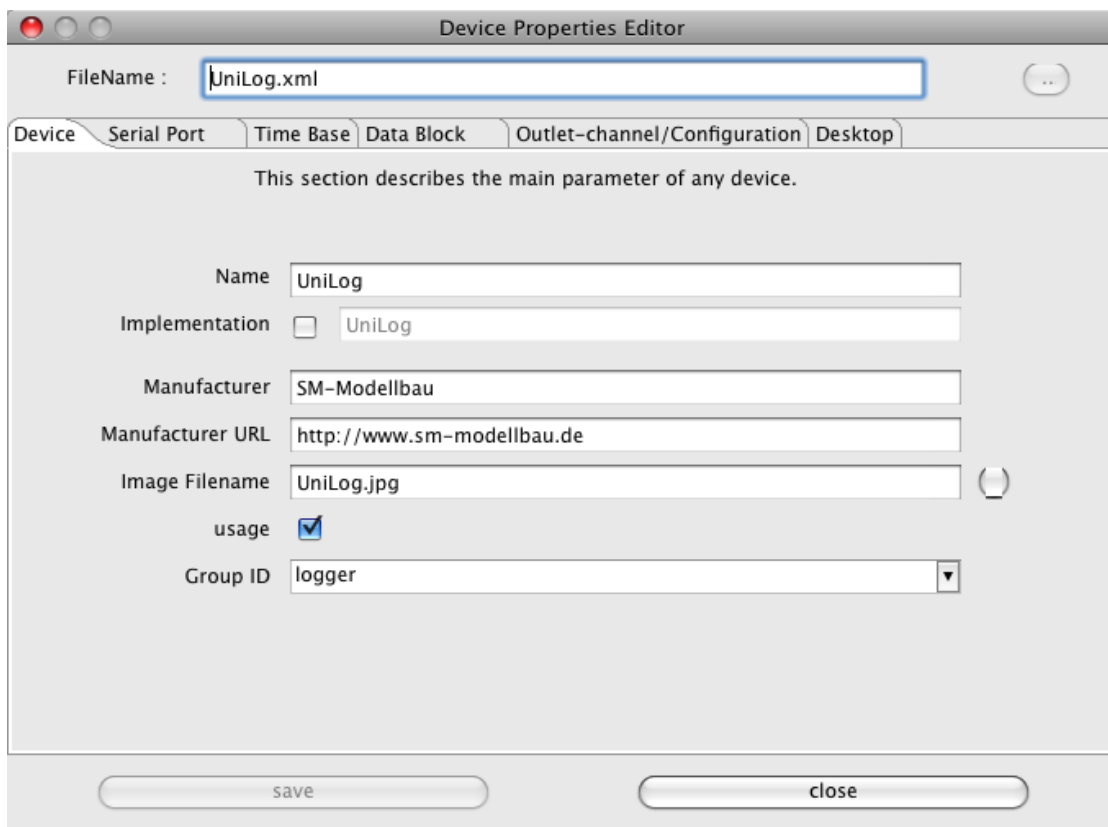 Device Properties Editor
FileName : UniLog.xml ..
Device Serial Port Time Base Data Block Outlet-channel/Configuration Desktop
This section describes the main parameter of any device.
Name UniLog
Implementation UniLog
Manufacturer SM-Modellbau
Manufacturer URL http://www.sm-modellbau.de
Image Filename UniLog.jpg
usage
Group ID logger
save close